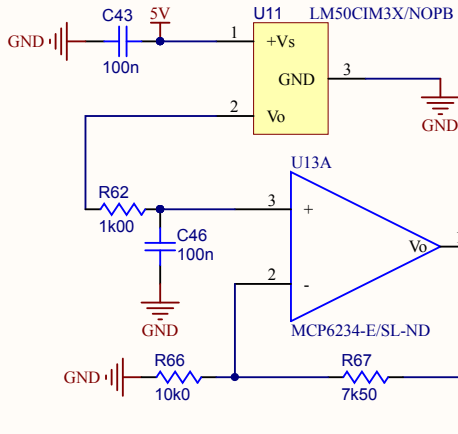 C43
5V
U11
LM50CIM3X/NOPB
GND
100n
1
+Vs
GND
3
2
Vo
GND
U13A
R62
1k00
3
+
C46
100n
Vo
2
-
GND
MCP6234-E/SL-ND
R66
R67
GND
10k0
7k50